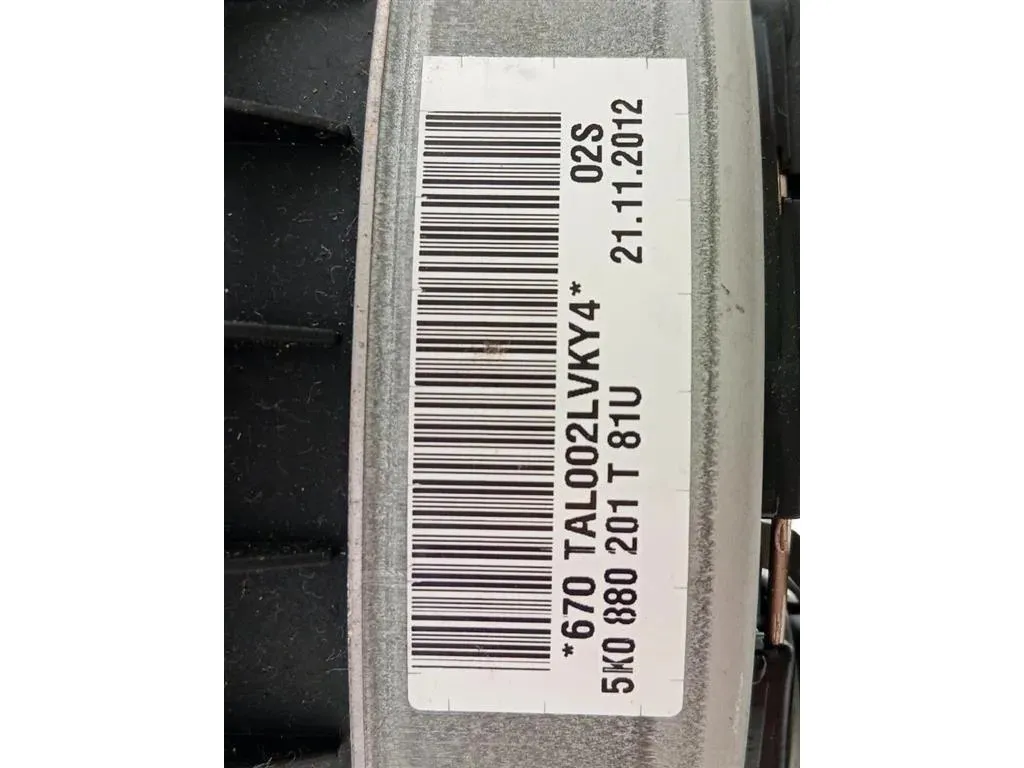 02S
21.11.2012
*670 TAL002LVKY4*
5K0 880 201 T 81U